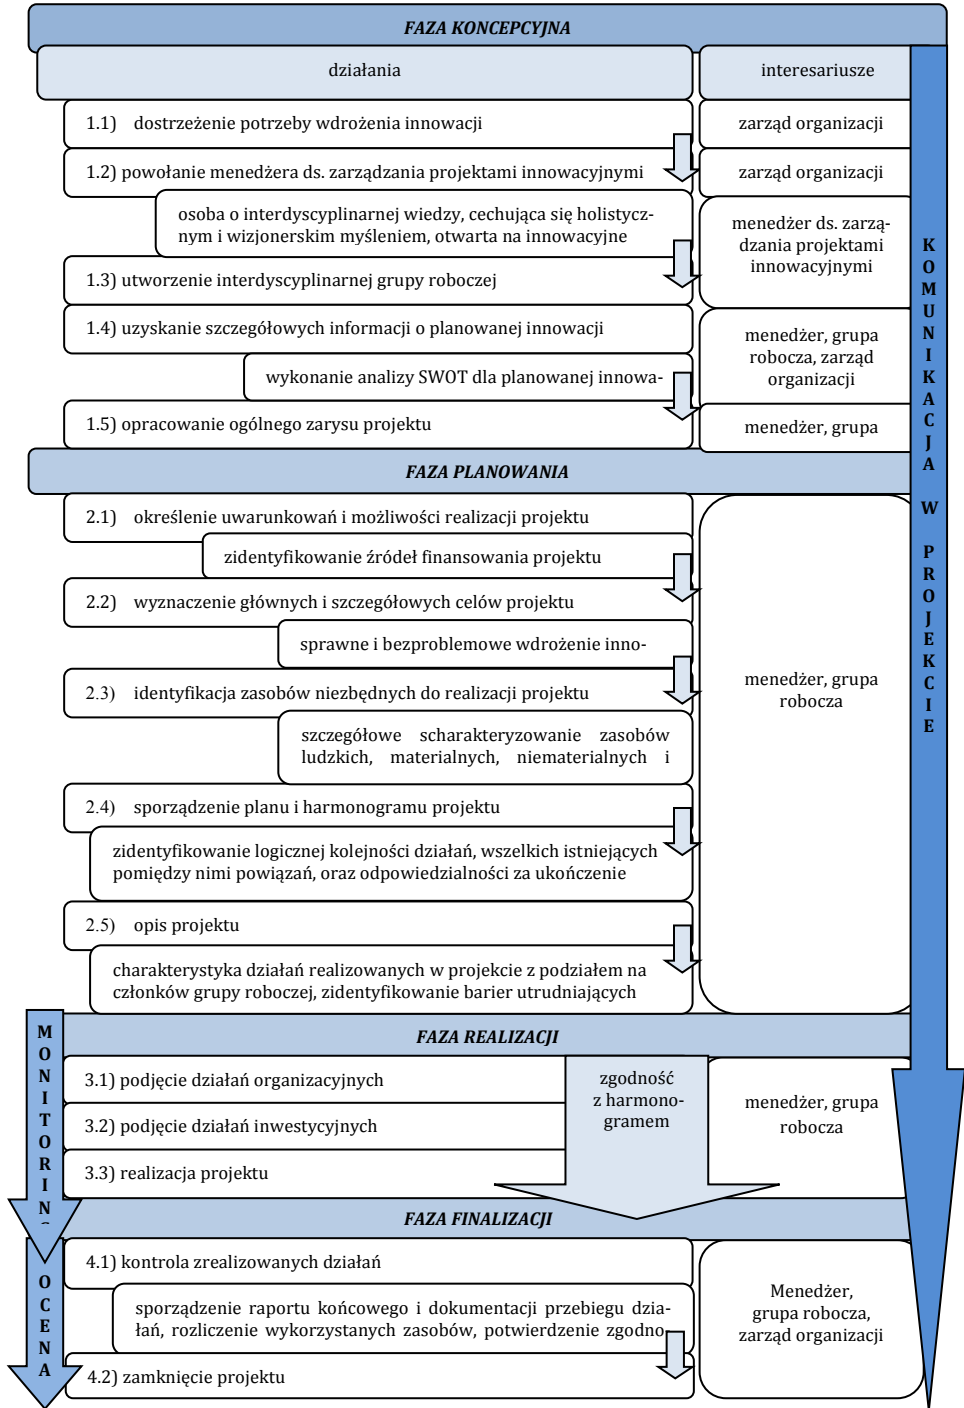 FAZA KONCEPCYJNA
działania
interesariusze
1.1) dostrzeżenie potrzeby wdrożenia innowacji
zarząd organizacji
1.2) powołanie menedżera ds. zarządzania projektami innowacyjnymi
zarząd organizacji
osoba o interdyscyplinarnej wiedzy, cechująca się holistycz-
nym i wizjonerskim myśleniem, otwarta na innowacyjne
1.3) utworzenie interdyscyplinarnej grupy roboczej
menedżer ds. zarzą-
dzania projektami
innowacyjnymi
1.4) uzyskanie szczegółowych informacji o planowanej innowacji
wykonanie analizy SWOT dla planowanej innowa-
menedżer, grupa
robocza, zarząd
organizacji
1.5) opracowanie ogólnego zarysu projektu
menedżer, grupa
FAZA PLANOWANIA
2.1) określenie uwarunkowań i możliwości realizacji projektu
zidentyfikowanie źródeł finansowania projektu
2.2) wyznaczenie głównych i szczegółowych celów projektu
sprawne i bezproblemowe wdrożenie inno-
2.3) identyfikacja zasobów niezbędnych do realizacji projektu
szczegółowe scharakteryzowanie zasobów
ludzkich, materialnych, niematerialnych i
2.4) sporządzenie planu i harmonogramu projektu
zidentyfikowanie logicznej kolejności działań, wszelkich istniejących
pomiędzy nimi powiązań, oraz odpowiedzialności za ukończenie
2.5) opis projektu
charakterystyka działań realizowanych w projekcie z podziałem na
członków grupy roboczej, zidentyfikowanie barier utrudniających
menedżer, grupa
robocza
KOMUNIKACJA W PROJEKCIE
FAZA REALIZACJI
3.1) podjęcie działań organizacyjnych
3.2) podjęcie działań inwestycyjnych
3.3) realizacja projektu
zgodność
z harmono-
gramem
menedżer, grupa
robocza
MONITORING
FAZA FINALIZACJI
4.1) kontrola zrealizowanych działań
sporządzenie raportu końcowego i dokumentacji przebiegu dzia-
łań, rozliczenie wykorzystanych zasobów, potwierdzenie zgodno-
4.2) zamknięcie projektu
Menedżer,
grupa robocza,
zarząd organizacji
OCENA